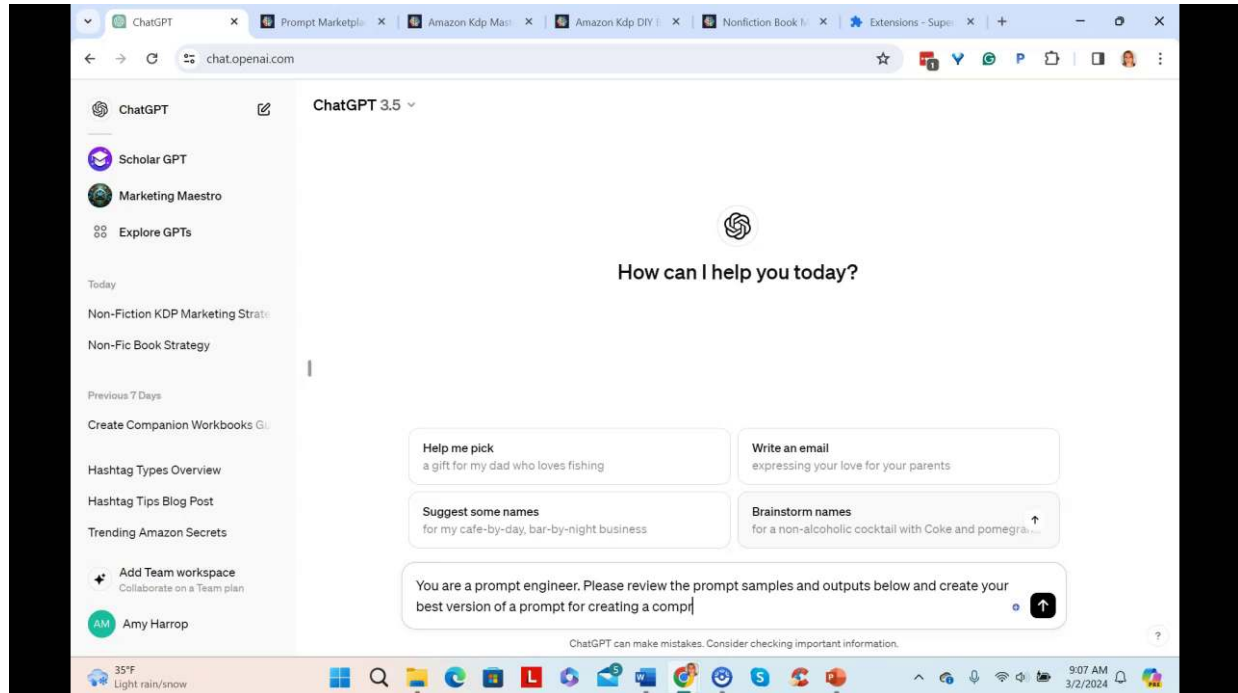 ChatGPT
Prompt Marketpla
Amazon Kdp Mas
Amazon Kdp DIY
Nonfiction Book
Extensions - Supe
chat.openai.com
1
ChatGPT
ChatGPT 3.5
Scholar GPT
Marketing Maestro
Explore GPTs
How can I help you today?
Today
Non-Fiction KDP Marketing Strate
Non-Fic Book Strategy
Previous 7 Days
Create Companion Workbooks
Hashtag Types Overview
Hashtag Tips Blog Post
Trending Amazon Secrets
Help me pick
a gift for my dad who loves fishing
Write an email
expressing your love for your parents
Suggest some names
for my cafe-by-day, bar-by-night business
Brainstorm names
for a non-alcoholic cocktail with Coke and pomegra
Add Team workspace
Collaborate on a Team plan
You are a prompt engineer. Please review the prompt samples and outputs below and create your
best version of a prompt for creating a compr
AM Amy Harrop
ChatGPT can make mistakes. Consider checking important information.
?
35°F
Light rain/snow
9:07 AM
3/2/2024